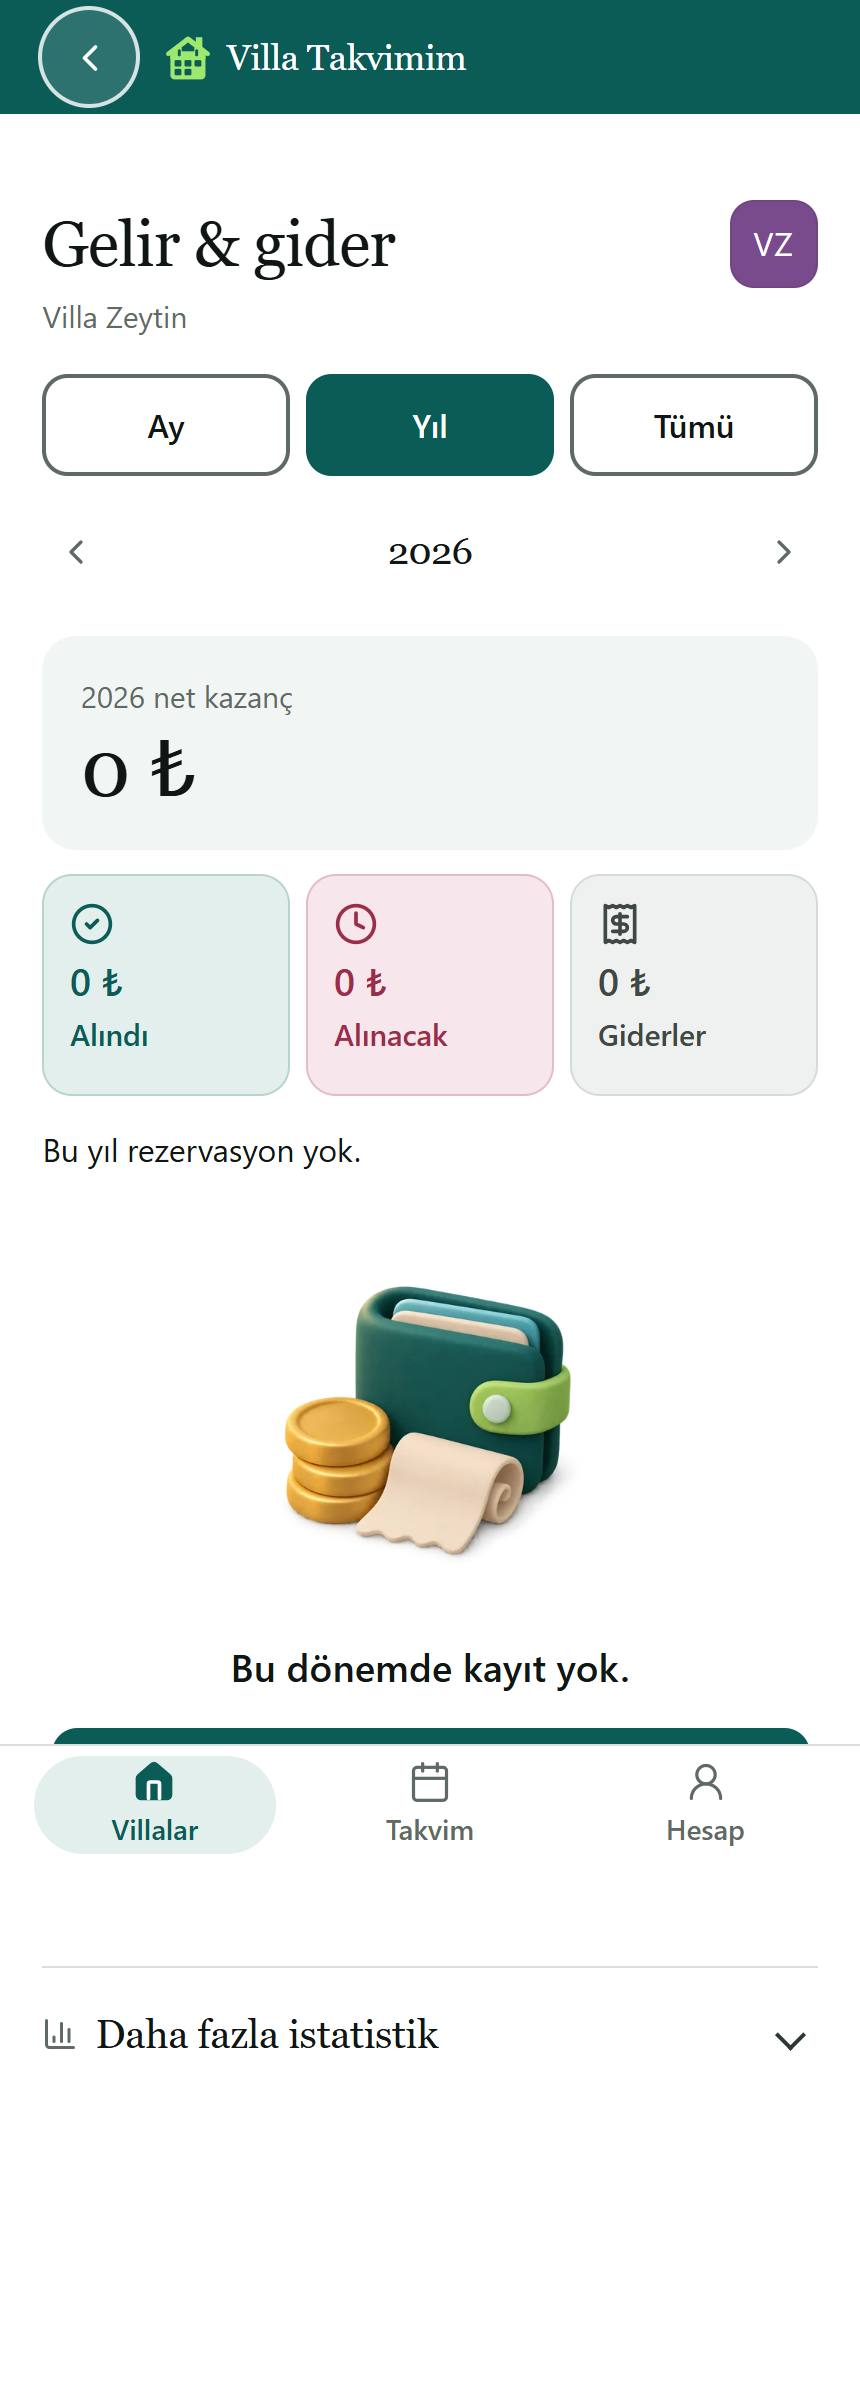 Villa Takvimim
Gelir & gider
VZ
Villa Zeytin
Ay
Yıl
Tümü
2026
2026 net kazanç
0 ₺
0 ₺
Alındı
0 ₺
Alınacak
0 ₺
Giderler
Bu yıl rezervasyon yok.
Bu dönemde kayıt yok.
Villalar
Takvim
Hesap
Daha fazla istatistik